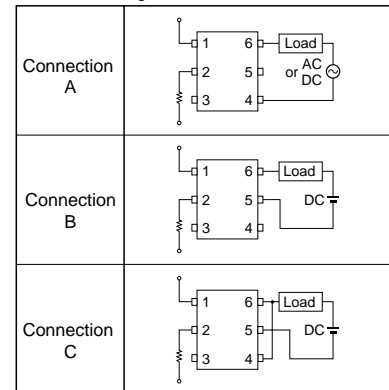 Connection
A
1 6 Load
2 5 or AC
DC
3 4
Connection
B
1 6 Load
2 5 DC
3 4
Connection
C
1 6 Load
2 5 DC
3 4